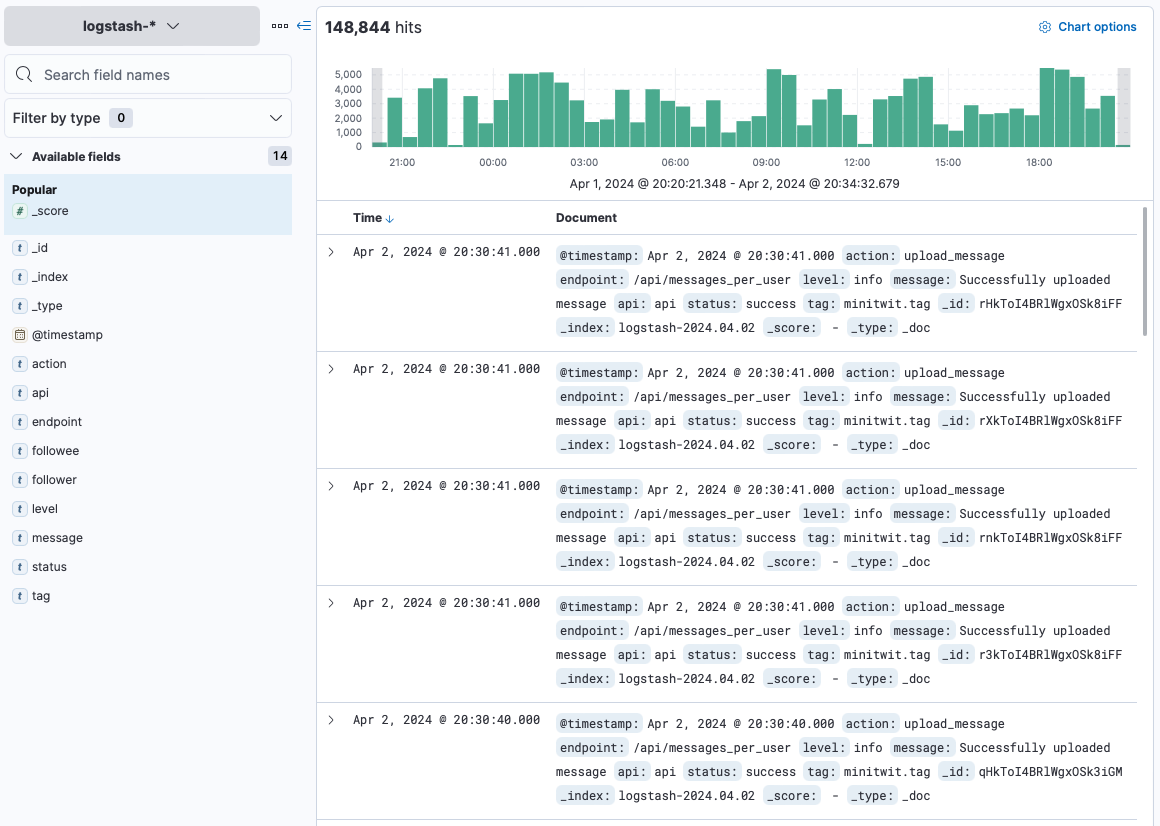 logstash-*
Search field names
Filter by type 0
Available fields 14
Popular
# _score
t _id
t _index
t _type
@timestamp
t action
t api
t endpoint
t followee
t follower
t level
t message
t status
t tag
148,844 hits
Chart options
5,000
4,000
3,000
2,000
1,000
0
21:00 00:00 03:00 06:00 09:00 12:00 15:00 18:00
Apr 1, 2024 @ 20:20:21.348 - Apr 2, 2024 @ 20:34:32.679
Time Document
Apr 2, 2024 @ 20:30:41.000 @timestamp: Apr 2, 2024 @ 20:30:41.000 action: upload_message
endpoint: /api/messages_per_user level: info message: Successfully uploaded
message api: api status: success tag: minitwit.tag _id: rHkToI4BRlWgxOSk8iFF
_index: logstash-2024.04.02 _score: - _type: _doc
Apr 2, 2024 @ 20:30:41.000 @timestamp: Apr 2, 2024 @ 20:30:41.000 action: upload_message
endpoint: /api/messages_per_user level: info message: Successfully uploaded
message api: api status: success tag: minitwit.tag _id: rXkToI4BRlWgxOSk8iFF
_index: logstash-2024.04.02 _score: - _type: _doc
Apr 2, 2024 @ 20:30:41.000 @timestamp: Apr 2, 2024 @ 20:30:41.000 action: upload_message
endpoint: /api/messages_per_user level: info message: Successfully uploaded
message api: api status: success tag: minitwit.tag _id: rnkToI4BRlWgxOSk8iFF
_index: logstash-2024.04.02 _score: - _type: _doc
Apr 2, 2024 @ 20:30:41.000 @timestamp: Apr 2, 2024 @ 20:30:41.000 action: upload_message
endpoint: /api/messages_per_user level: info message: Successfully uploaded
message api: api status: success tag: minitwit.tag _id: r3kToI4BRlWgxOSk8iFF
_index: logstash-2024.04.02 _score: - _type: _doc
Apr 2, 2024 @ 20:30:40.000 @timestamp: Apr 2, 2024 @ 20:30:40.000 action: upload_message
endpoint: /api/messages_per_user level: info message: Successfully uploaded
message api: api status: success tag: minitwit.tag _id: qHkToI4BRlWgxOSk3iGM
_index: logstash-2024.04.02 _score: - _type: _doc